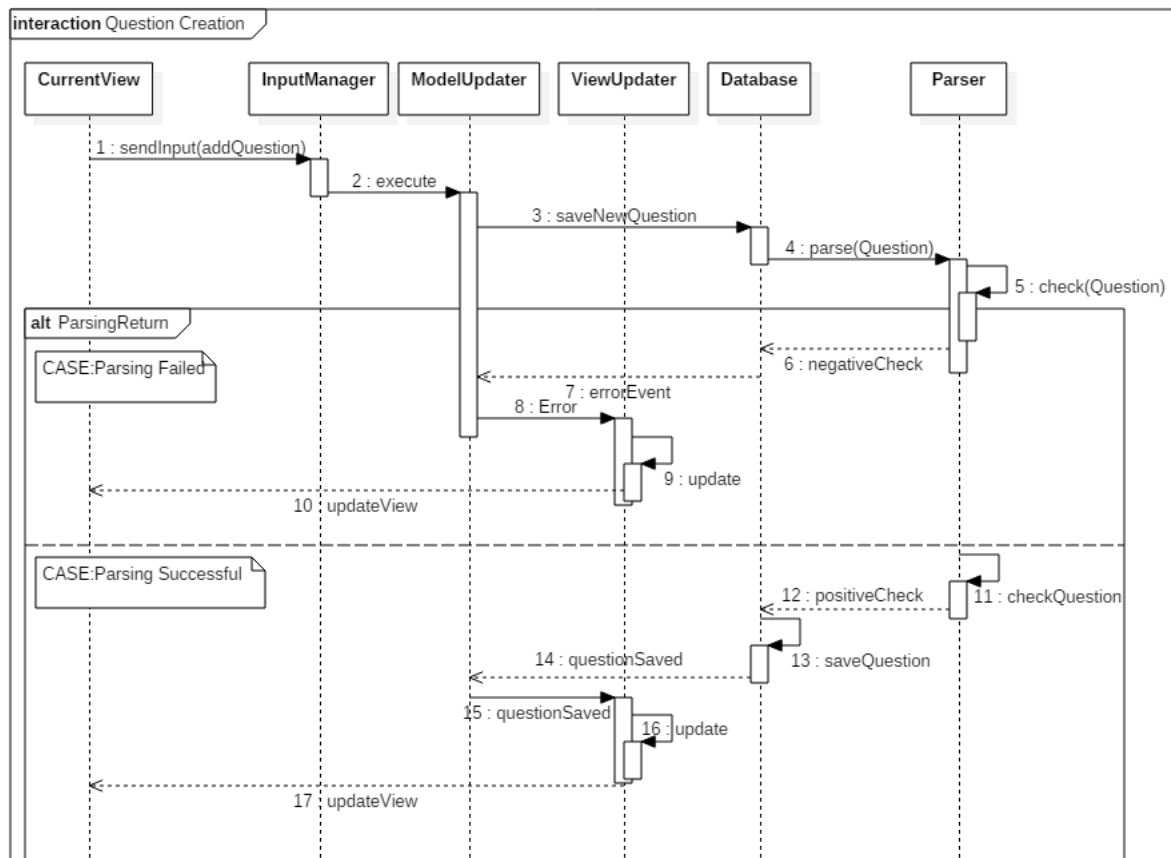 interaction Question Creation
CurrentView
InputManager
ModelUpdater
ViewUpdater
Database
Parser
1 : sendInput(addQuestion)
2 : execute
3 : saveNewQuestion
4 : parse(Question)
5 : check(Question)
alt ParsingReturn
CASE:Parsing Failed
6 : negativeCheck
7 : errorEvent
8 : Error
9 : update
10 : updateView
CASE:Parsing Successful
11 : checkQuestion
12 : positiveCheck
13 : saveQuestion
14 : questionSaved
15 : questionSaved
16 : update
17 : updateView